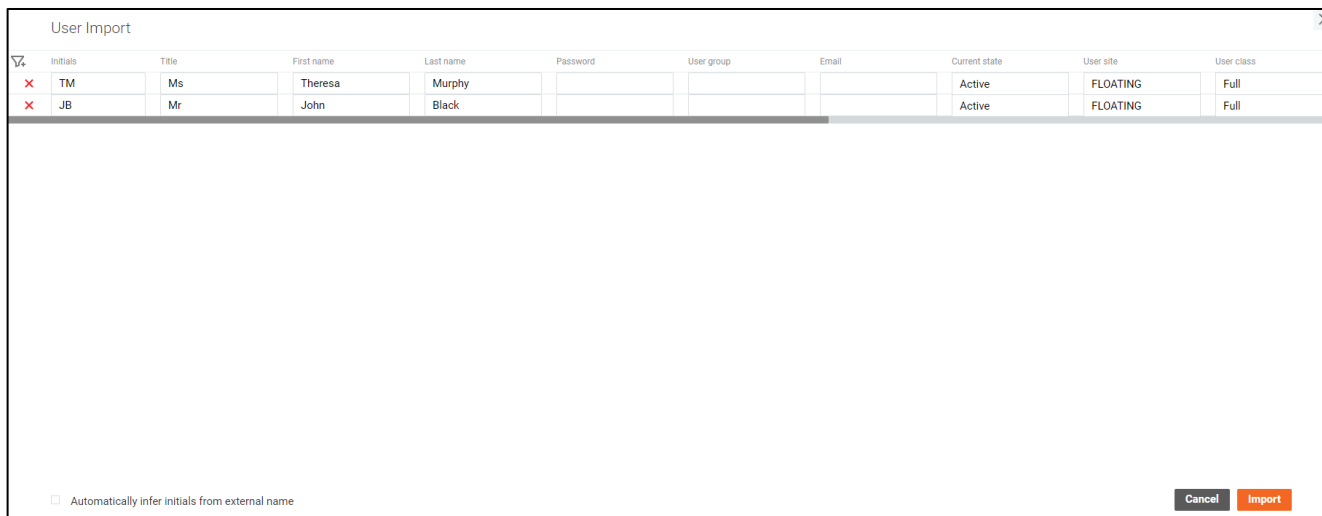 User Import
Initials Title First name Last name Password User group Email Current state User site User class
TM Ms Theresa Murphy Active FLOATING Full
JB Mr John Black Active FLOATING Full
Automatically infer initials from external name Cancel Import